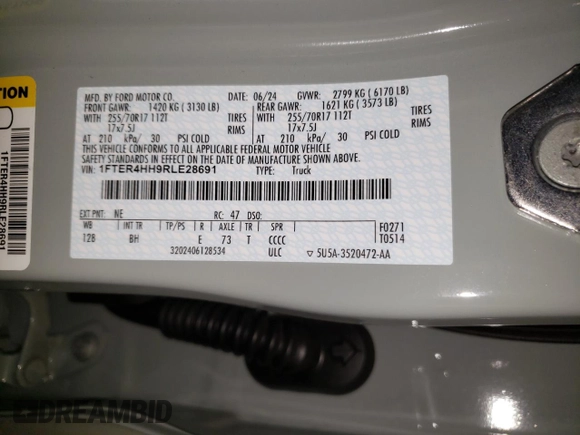 CAUTION
1FTER4HH9RLE28691
MFD. BY FORD MOTOR CO. 06/24 GVWR: 2799 KG ( 6170 LB)
FRONT GAWR: 1420 KG ( 3130 LB) REAR GAWR: 1621 KG ( 3573 LB)
WITH 255/70R17 112T TIRES WITH 255/70R17 112T TIRES
17x7.5J RIMS 17x7.5J RIMS
AT 210 kPa/ 30 PSI COLD AT 210 kPa/ 30 PSI COLD
THIS VEHICLE CONFORMS TO ALL APPLICABLE FEDERAL MOTOR VEHICLE
SAFETY AND THEFT PREVENTION STANDARDS IN EFFECT ON THE DATE
OF MANUFACTURE SHOWN ABOVE.
VIN: 1FTER4HH9RLE28691 TYPE: Truck
EXT PNT: NE RC: 47 DSO:
WB INT TR TP/PS R AXLE TR SPR F0271
128 BH E 73 T CCCC T0514
3202406128534 ULC 5U5A-3520472-AA
DREAMBID